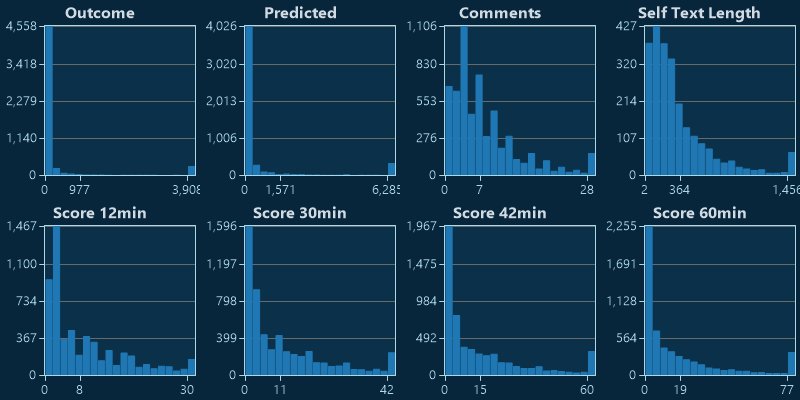 Outcome
4,558
3,418
2,279
1,140
0
0 977 3,908
Predicted
4,026
3,020
2,013
1,006
0
0 1,571 6,285
Comments
1,106
830
553
276
0
0 7 28
Self Text Length
427
320
214
107
0
2 364 1,456
Score 12min
1,467
1,100
734
367
0
0 8 30
Score 30min
1,596
1,197
798
399
0
0 11 42
Score 42min
1,967
1,475
984
492
0
0 15 60
Score 60min
2,255
1,691
1,128
564
0
0 19 77